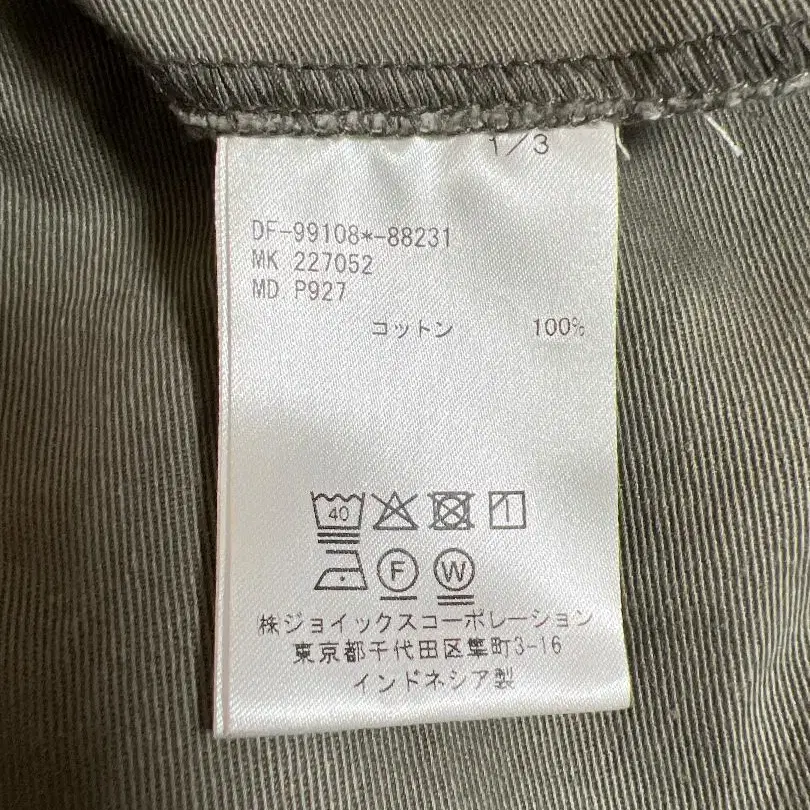 1/3
DF-99108*-88231
MK 227052
MD P927
コットン 100%
40
F W
株ジョイックスコーポレーション
東京都千代田区隼町3-16
インドネシア製